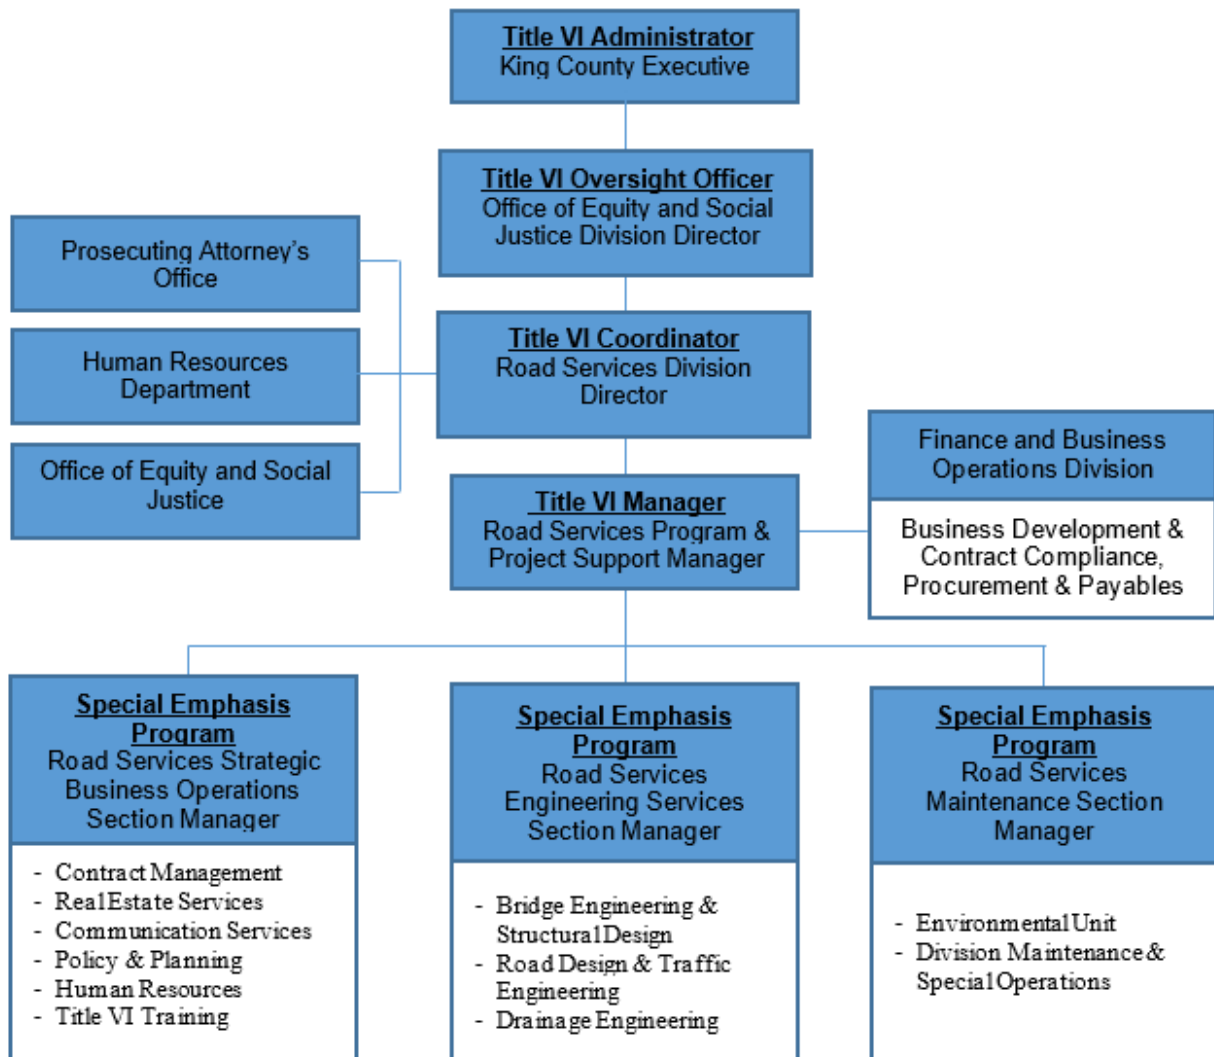 Title VI Administrator
King County Executive
Title VI Oversight Officer
Office of Equity and Social
Justice Division Director
Prosecuting Attorney's
Office
Human Resources
Department
Office of Equity and Social
Justice
Title VI Coordinator
Road Services Division
Director
Title VI Manager
Road Services Program &
Project Support Manager
Finance and Business
Operations Division
Business Development &
Contract Compliance,
Procurement & Payables
Special Emphasis
Program
Road Services Strategic
Business Operations
Section Manager
- Contract Management
- Real Estate Services
- Communication Services
- Policy & Planning
- Human Resources
- Title VI Training
Special Emphasis
Program
Road Services
Engineering Services
Section Manager
- Bridge Engineering &
Structural Design
- Road Design & Traffic
Engineering
- Drainage Engineering
Special Emphasis
Program
Road Services
Maintenance Section
Manager
- Environmental Unit
- Division Maintenance &
Special Operations